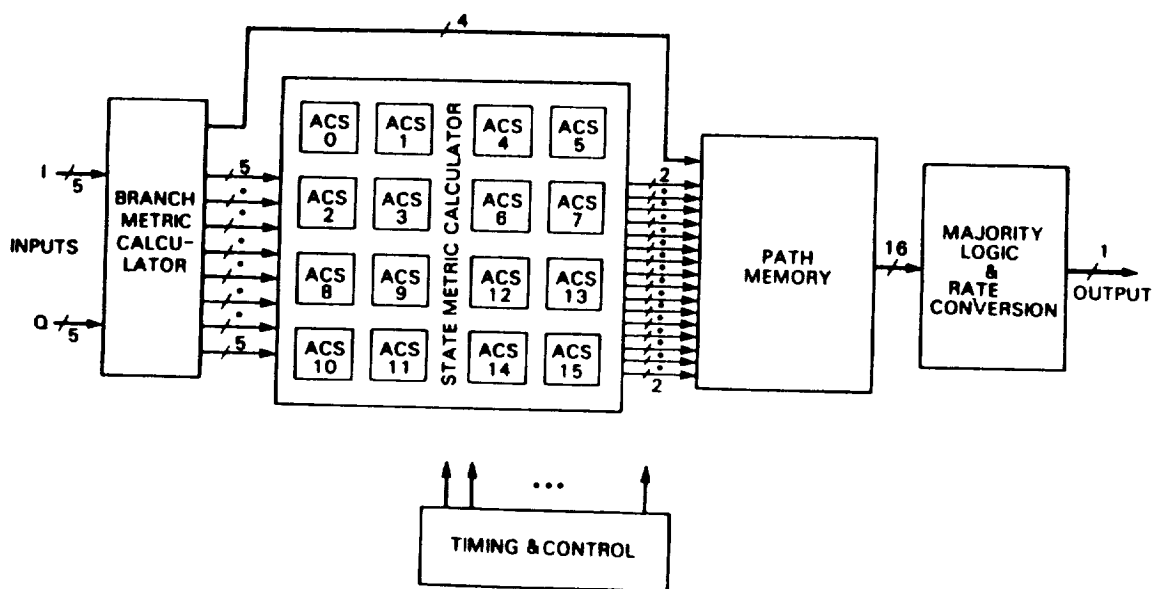 4
I
5
INPUTS
Q
5
BRANCH
METRIC
CALCU-
LATOR
5
5
ACS
0
ACS
1
ACS
4
ACS
5
ACS
2
ACS
3
ACS
6
ACS
7
ACS
8
ACS
9
ACS
12
ACS
13
ACS
10
ACS
11
ACS
14
ACS
15
STATE METRIC CALCULATOR
2
2
PATH
MEMORY
16
MAJORITY
LOGIC
&
RATE
CONVERSION
1
OUTPUT
•••
TIMING & CONTROL